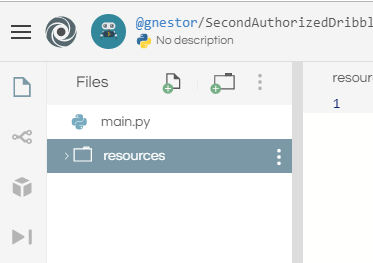 @gnestor/SecondAuthorizedDribbl
No description
Files
resour
main.py
1
resources